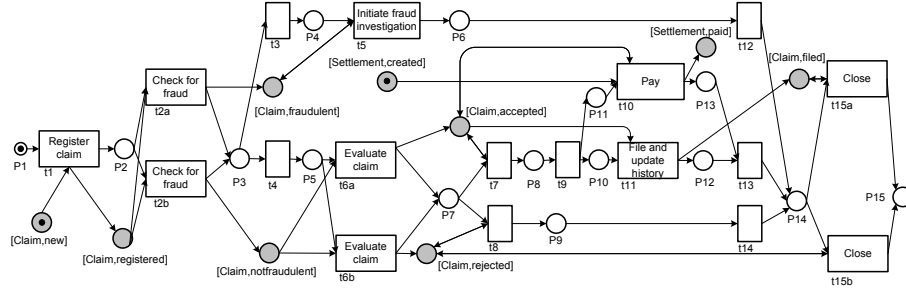 t3
P4
Initiate fraud
investigation
t5
P6
t12
[Settlement,paid]
[Claim,filed]
Check for
fraud
t2a
[Claim,fraudulent]
[Settlement,created]
Pay
t10
P13
Close
t15a
P11
[Claim,accepted]
P1
Register
claim
t1
P2
Check for
fraud
t2b
P3
t4
P5
Evaluate
claim
t6a
t7
P8
t9
P10
File and
update
history
t11
P12
t13
[Claim,new]
[Claim,registered]
[Claim,notfraudulent]
P7
P14
P15
Evaluate
claim
t6b
t8
P9
[Claim,rejected]
t14
Close
t15b